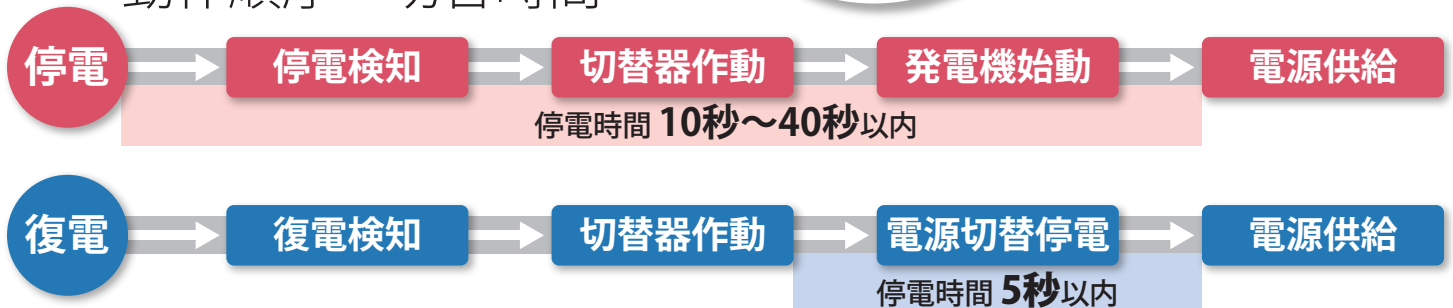 停電 停電検知 切替器作動 発電機始動 電源供給
停電時間 10秒～40秒以内
復電 復電検知 切替器作動 電源切替停電 電源供給
停電時間 5秒以内